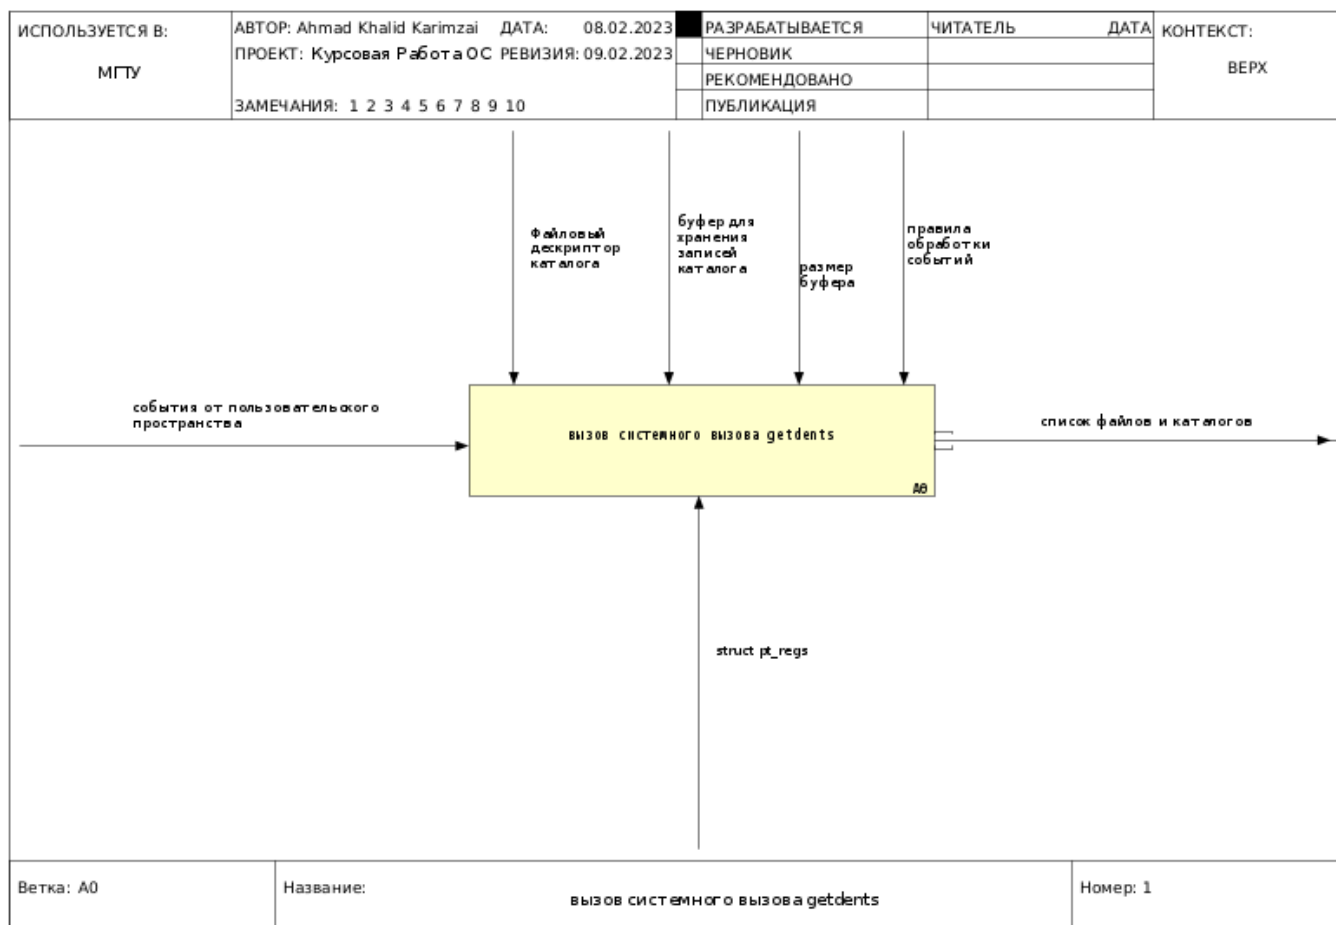 ИСПОЛЬЗУЕТСЯ В:
МГТУ
АВТОР: Ahmad Khalid Karimzai ДАТА: 08.02.2023
ПРОЕКТ: Курсовая Работа ОС РЕВИЗИЯ: 09.02.2023
ЗАМЕЧАНИЯ: 1 2 3 4 5 6 7 8 9 10
РАЗРАБАТЫВАЕТСЯ
ЧЕРНОВИК
РЕКОМЕНДОВАНО
ПУБЛИКАЦИЯ
ЧИТАТЕЛЬ ДАТА
КОНТЕКСТ:
ВЕРХ
Файловый
дескриптор
каталога
буфер для
хранения
записей
каталога
размер
буфера
правила
обработки
событий
события от пользовательского
пространства
вызов системного вызова getdents
A0
список файлов и каталогов
struct pt_regs
Ветка: A0
Название:
вызов системного вызова getdents
Номер: 1